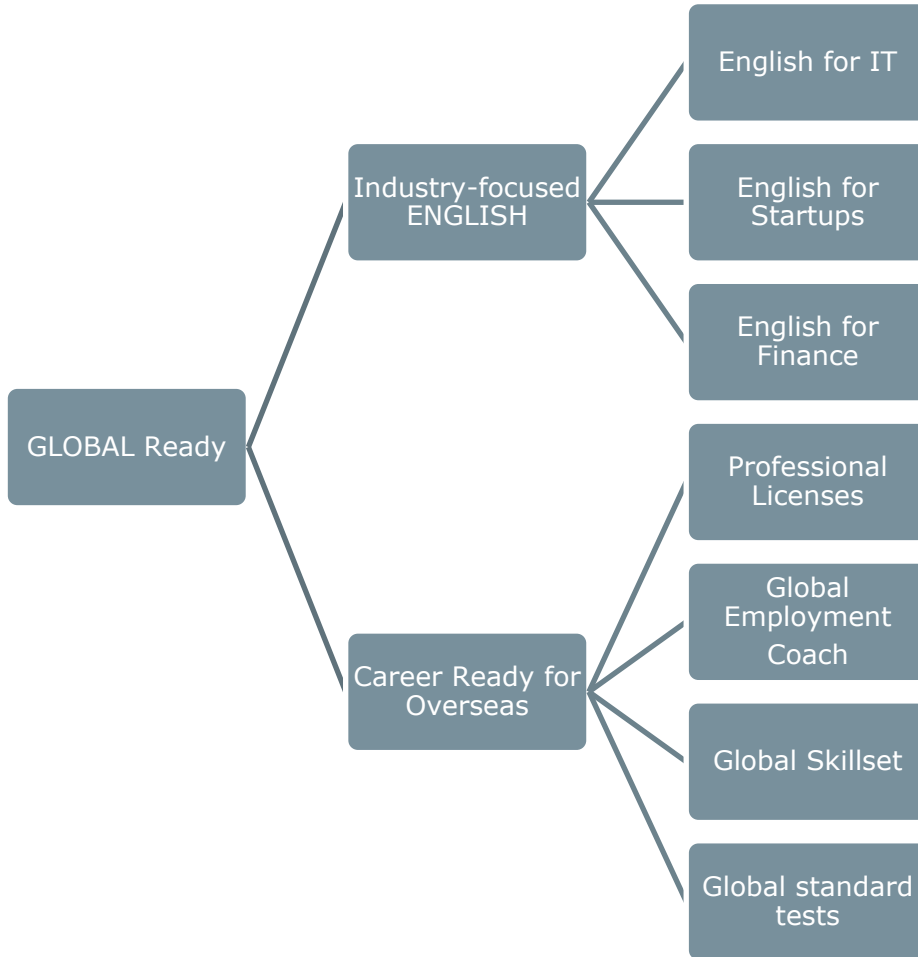 English for IT
Industry-focused
ENGLISH
English for
Startups
English for
Finance
GLOBAL Ready
Professional
Licenses
Global
Employment
Coach
Career Ready for
Overseas
Global Skillset
Global standard
tests